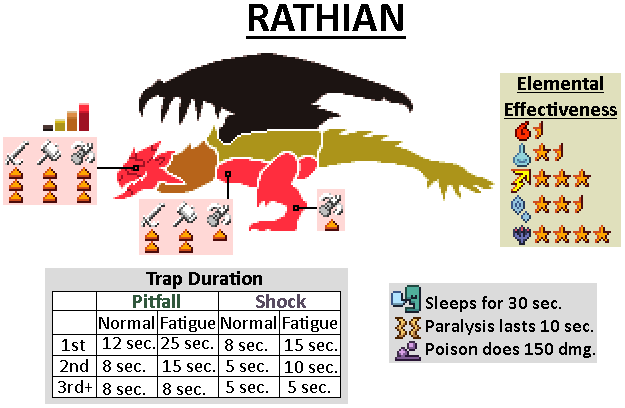 RATHIAN
Elemental
Effectiveness
Trap Duration
Pitfall Shock
Normal Fatigue Normal Fatigue
1st 12 sec. 25 sec. 8 sec. 15 sec.
2nd 8 sec. 15 sec. 5 sec. 10 sec.
3rd+ 8 sec. 8 sec. 5 sec. 5 sec.
Sleeps for 30 sec.
Paralysis lasts 10 sec.
Poison does 150 dmg.